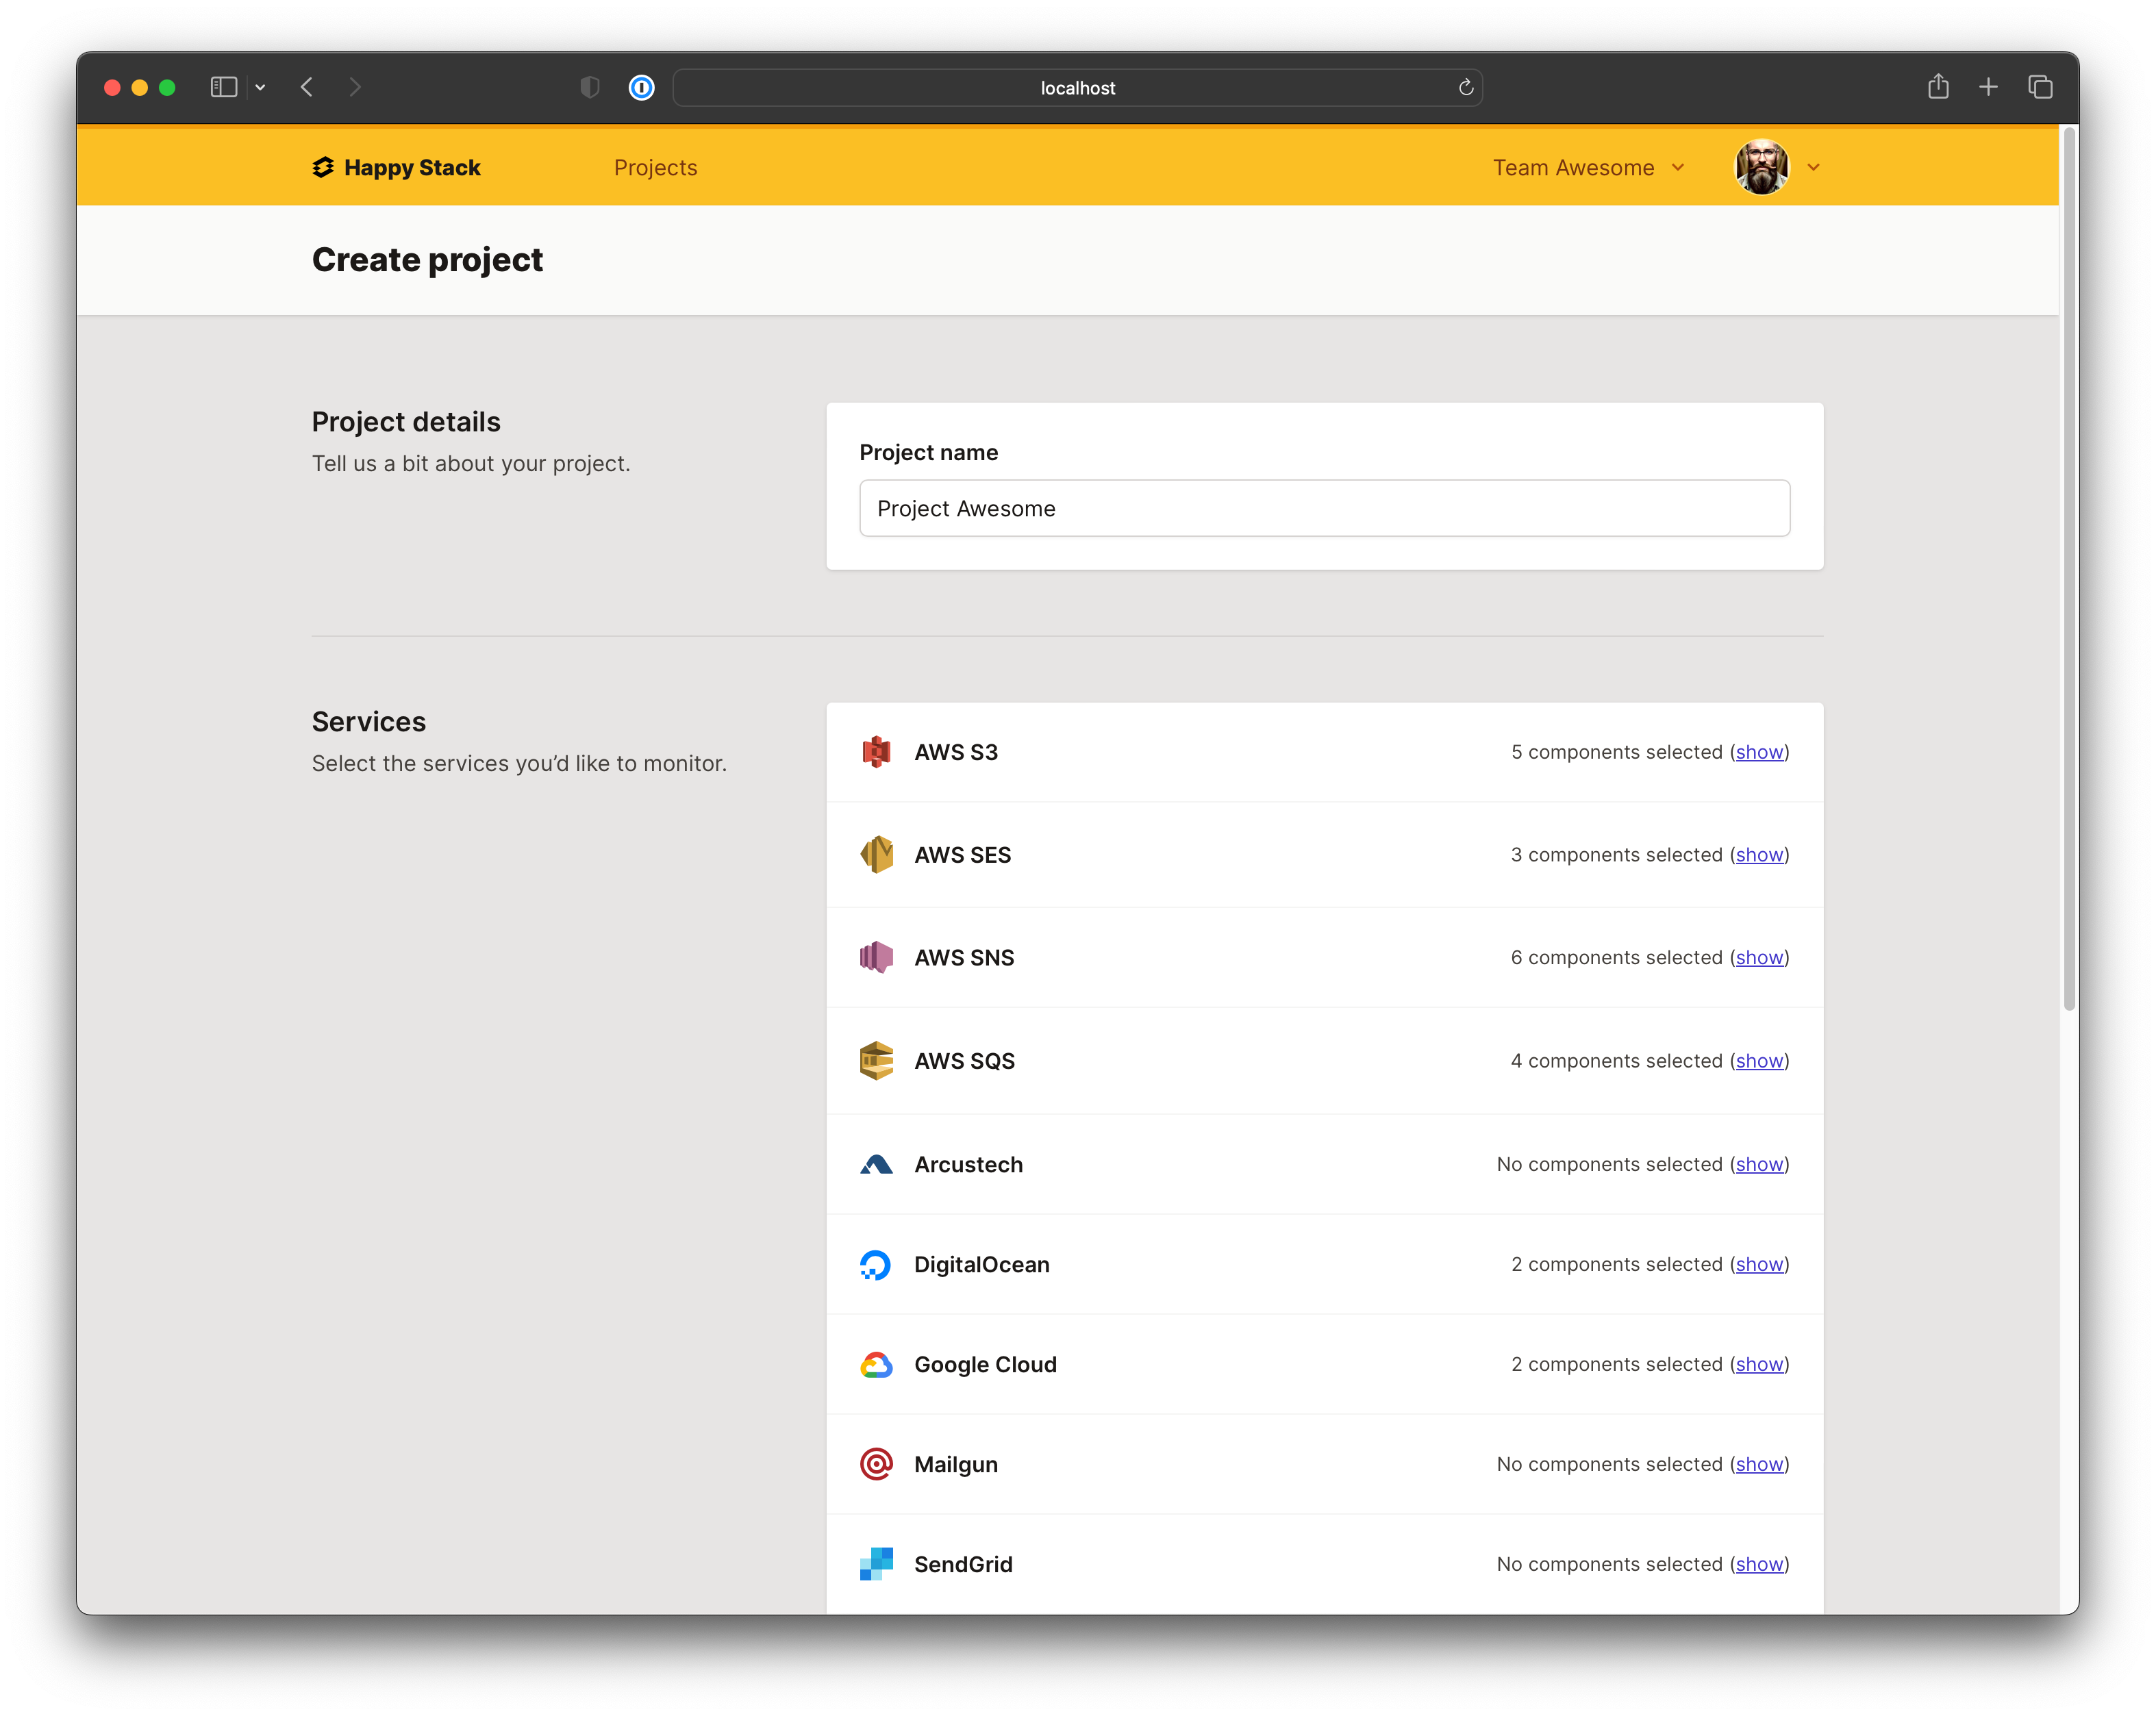 localhost
Happy Stack
Projects
Team Awesome
Create project
Project details
Tell us a bit about your project.
Project name
Project Awesome
Services
Select the services you’d like to monitor.
AWS S3 5 components selected (show)
AWS SES 3 components selected (show)
AWS SNS 6 components selected (show)
AWS SQS 4 components selected (show)
Arcustech No components selected (show)
DigitalOcean 2 components selected (show)
Google Cloud 2 components selected (show)
Mailgun No components selected (show)
SendGrid No components selected (show)